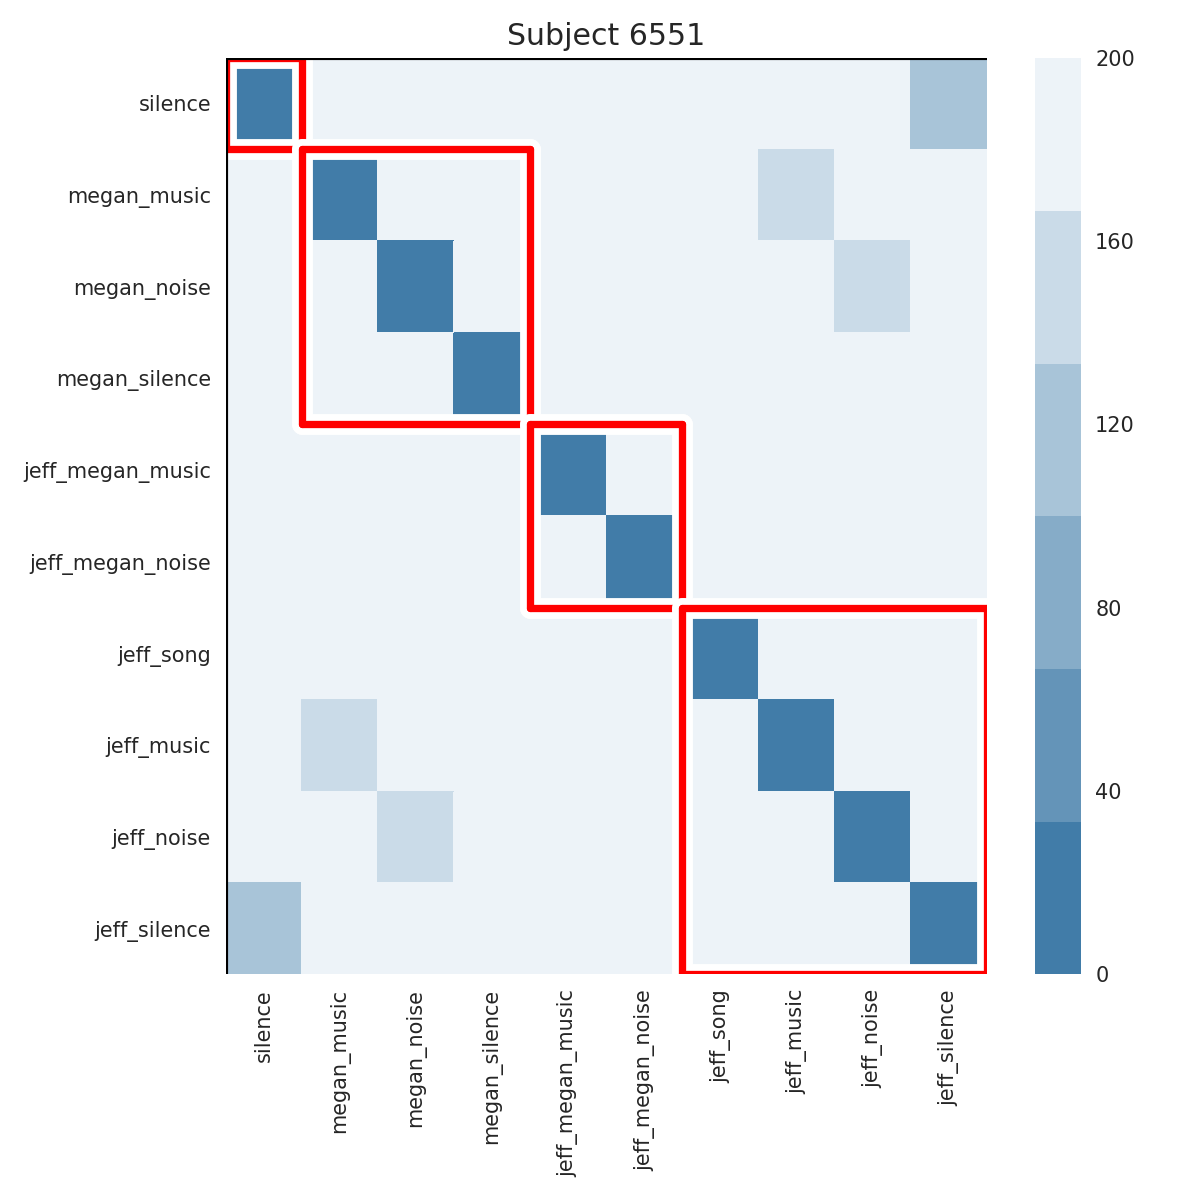 Subject 6551
silence
megan_music
megan_noise
megan_silence
jeff_megan_music
jeff_megan_noise
jeff_song
jeff_music
jeff_noise
jeff_silence
silence
megan_music
megan_noise
megan_silence
jeff_megan_music
jeff_megan_noise
jeff_song
jeff_music
jeff_noise
jeff_silence
200
160
120
80
40
0